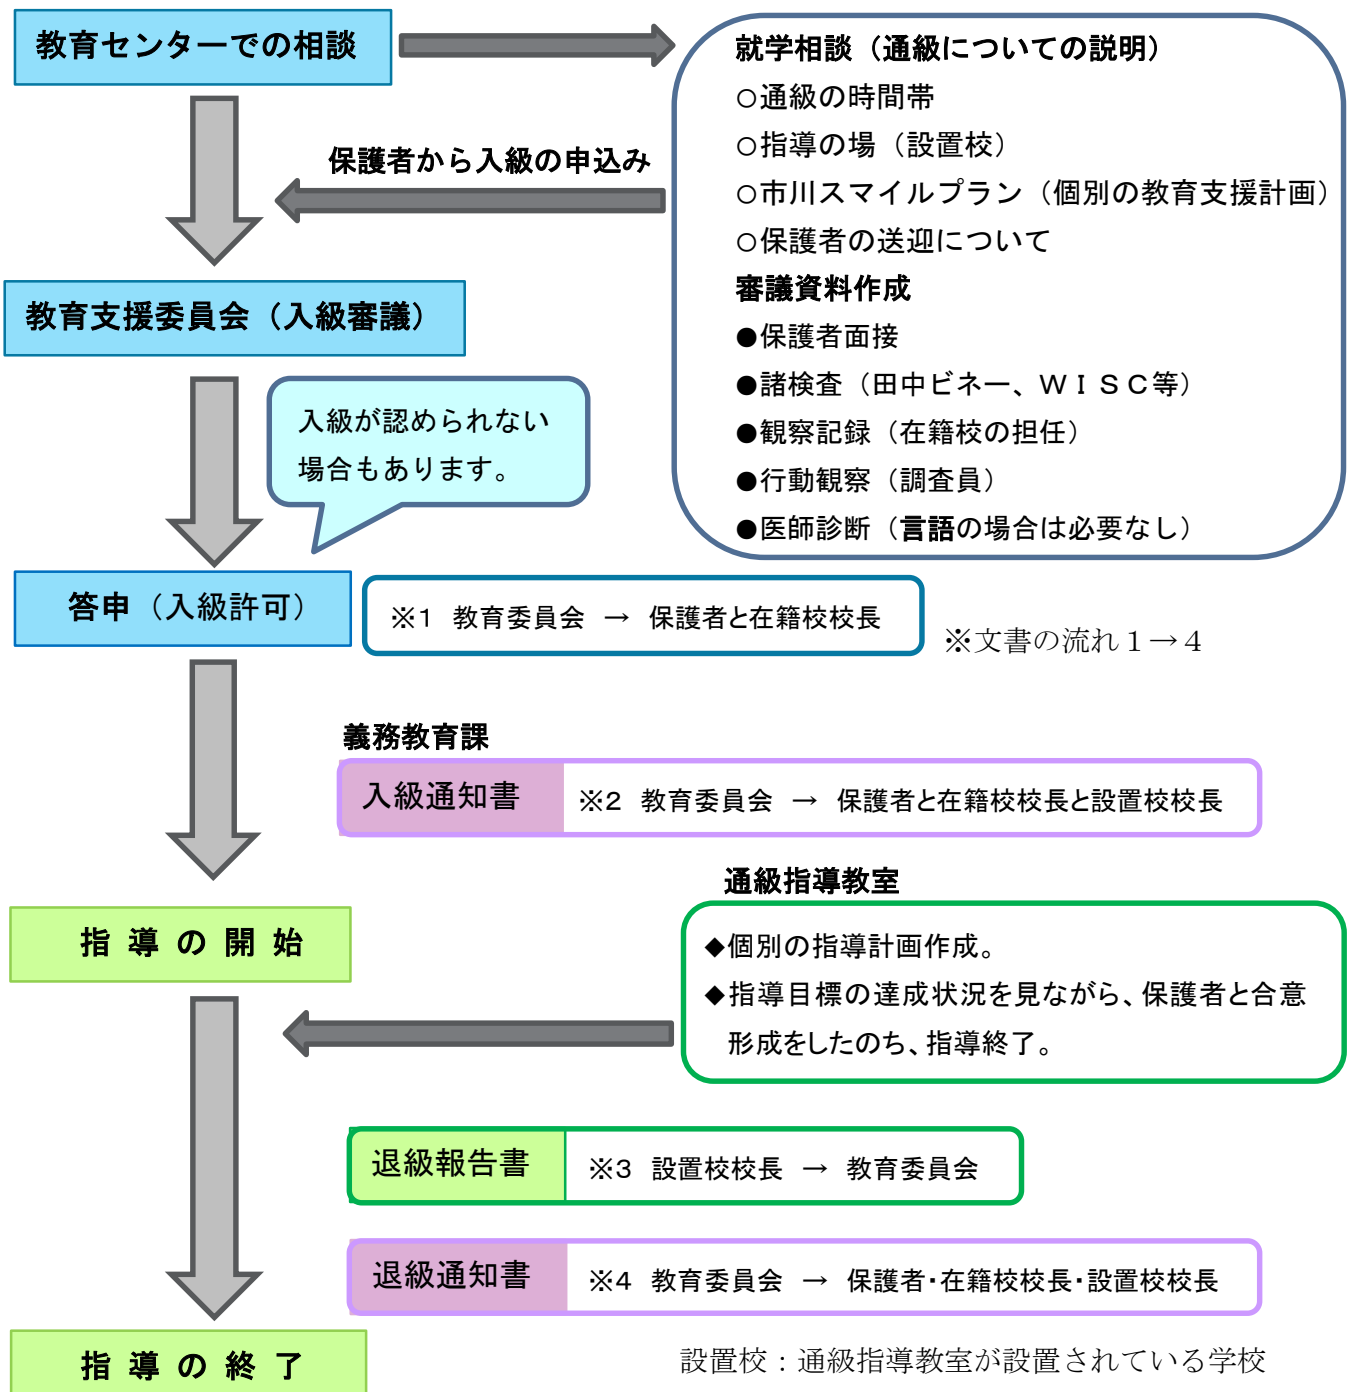 教育センターでの相談
就学相談（通級についての説明）
○通級の時間帯
○指導の場（設置校）
○市川スマイルプラン（個別の教育支援計画）
○保護者の送迎について
審議資料作成
●保護者面接
●諸検査（田中ビネー、ＷＩＳＣ等）
●観察記録（在籍校の担任）
●行動観察（調査員）
●医師診断（言語の場合は必要なし）
保護者から入級の申込み
教育支援委員会（入級審議）
入級が認められない
場合もあります。
答申（入級許可）
※1 教育委員会 → 保護者と在籍校校長
※文書の流れ１→４
義務教育課
入級通知書 ※2 教育委員会 → 保護者と在籍校校長と設置校校長
通級指導教室
指導の開始
◆個別の指導計画作成。
◆指導目標の達成状況を見ながら、保護者と合意
形成をしたのち、指導終了。
退級報告書 ※3 設置校校長 → 教育委員会
退級通知書 ※4 教育委員会 → 保護者・在籍校校長・設置校校長
指導の終了
設置校：通級指導教室が設置されている学校